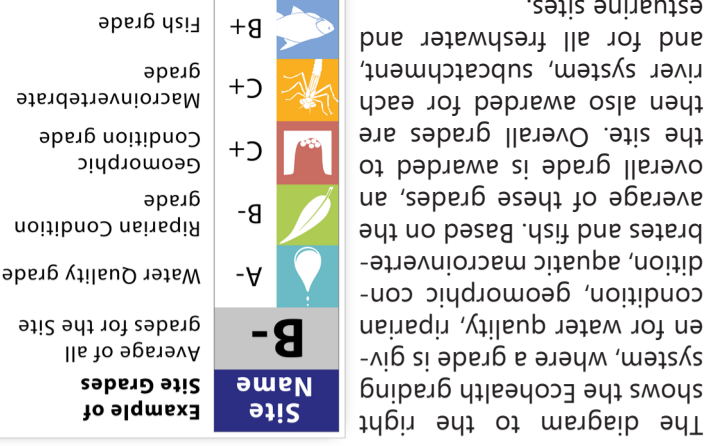 The diagram to the right
shows the Ecohealth grading
system, where a grade is giv-
en for water quality, riparian
condition, geomorphic con-
dition, aquatic macroinverte-
brates and fish. Based on the
average of these grades, an
overall grade is awarded to
the site. Overall grades are
then also awarded for each
river system, subcatchment,
and for all freshwater and
estuarine sites.
Site
Name
Example of
Site Grades
B-
Average of all
grades for the Site
A-
Water Quality grade
B-
Riparian Condition
grade
C+
Geomorphic
Condition grade
C+
Macroinvertebrate
grade
B+
Fish grade